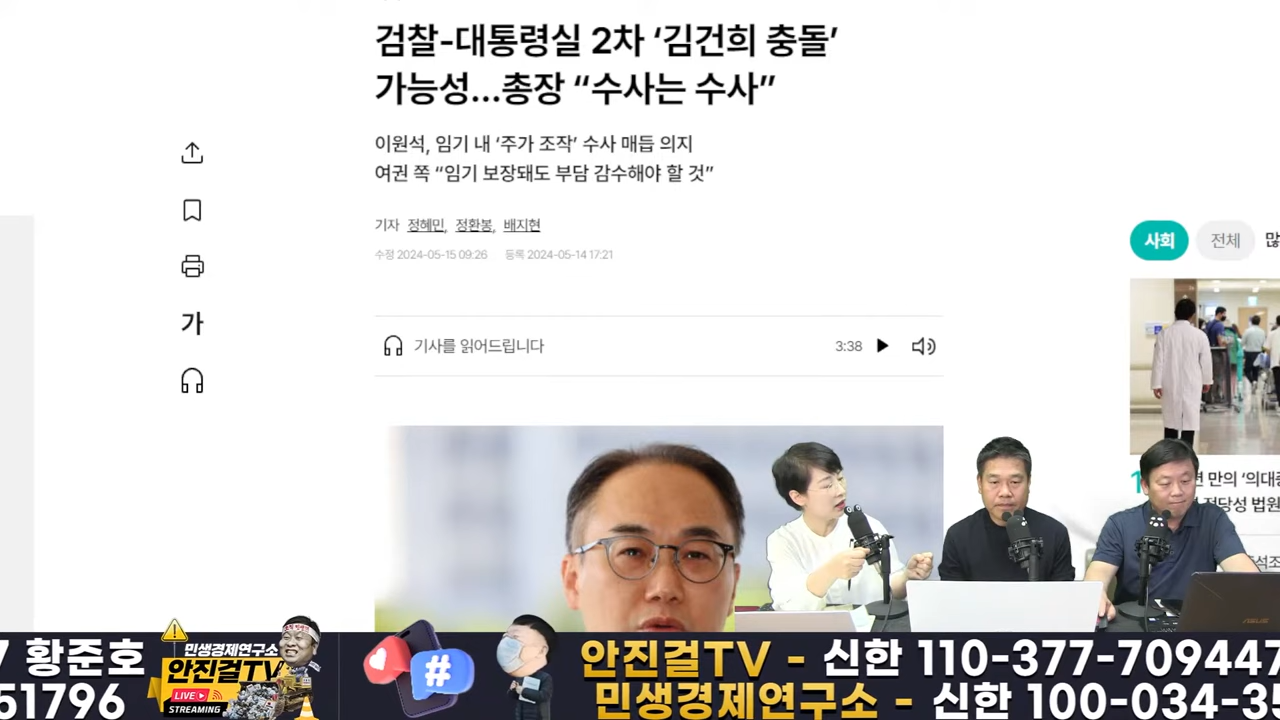 검찰-대통령실 2차 ‘김건희 충돌’
가능성…총장 “수사는 수사”
이원석, 임기 내 ‘주가 조작’ 수사 매듭 의지
여권 쪽 “임기 보장돼도 부담 감수해야 할 것”
기자 정혜민, 정환봉, 배지현
수정 2024-05-15 09:26 등록 2024-05-14 17:21
가
기사를 읽어드립니다
3:38
사회 전체 많
1
년 만의 ‘의대증
정당성 법원
ASUS
7 황준호
51796
민생경제연구소
안진걸TV
LIVE
STREAMING
#
안진걸TV - 신한 110-377-709447
민생경제연구소 - 신한 100-034-35